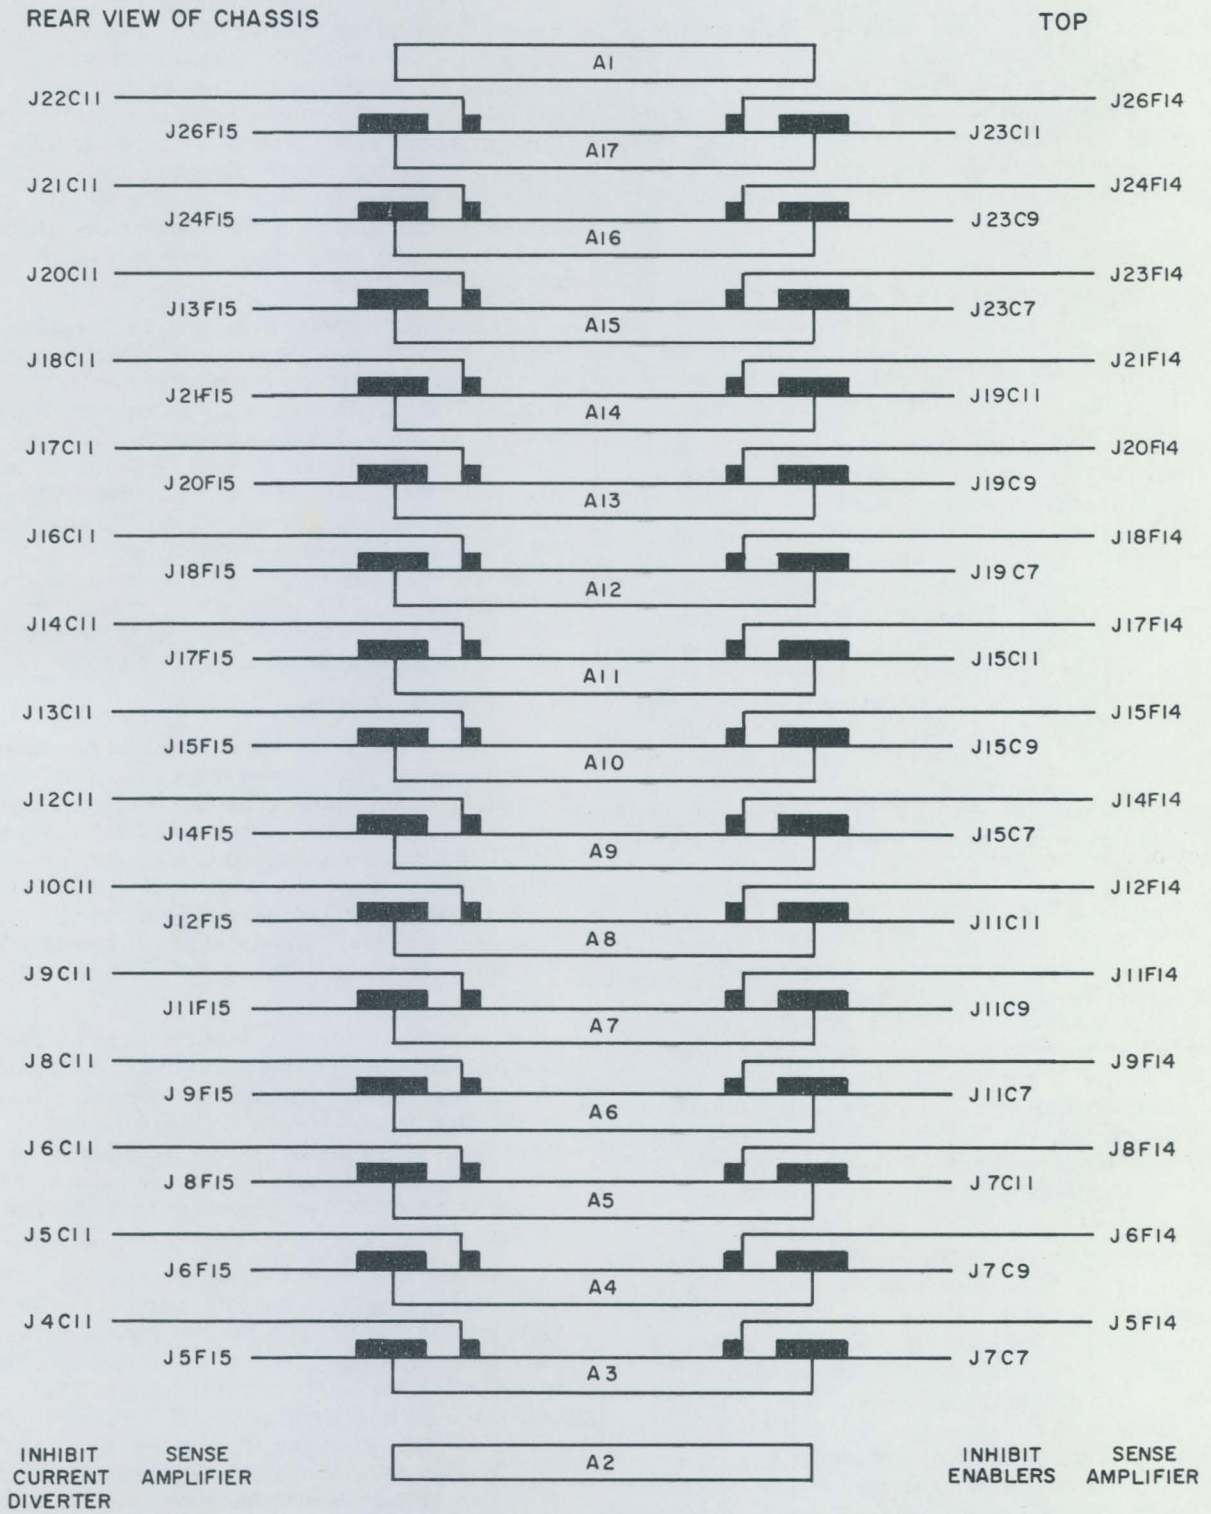 REAR VIEW OF CHASSIS TOP
A1
J22C11 J26F14
J26F15 A17 J23C11
J21C11 J24F14
J24F15 A16 J23C9
J20C11 J23F14
J13F15 A15 J23C7
J18C11 J21F14
J21F15 A14 J19C11
J17C11 J20F14
J20F15 A13 J19C9
J16C11 J18F14
J18F15 A12 J19C7
J14C11 J17F14
J17F15 A11 J15C11
J13C11 J15F14
J15F15 A10 J15C9
J12C11 J14F14
J14F15 A9 J15C7
J10C11 J12F14
J12F15 A8 J11C11
J9C11 J11F14
J11F15 A7 J11C9
J8C11 J9F14
J9F15 A6 J11C7
J6C11 J8F14
J8F15 A5 J7C11
J5C11 J6F14
J6F15 A4 J7C9
J4C11 J5F14
J5F15 A3 J7C7
A2
INHIBIT CURRENT DIVERTER
SENSE AMPLIFIER
INHIBIT ENABLERS
SENSE AMPLIFIER